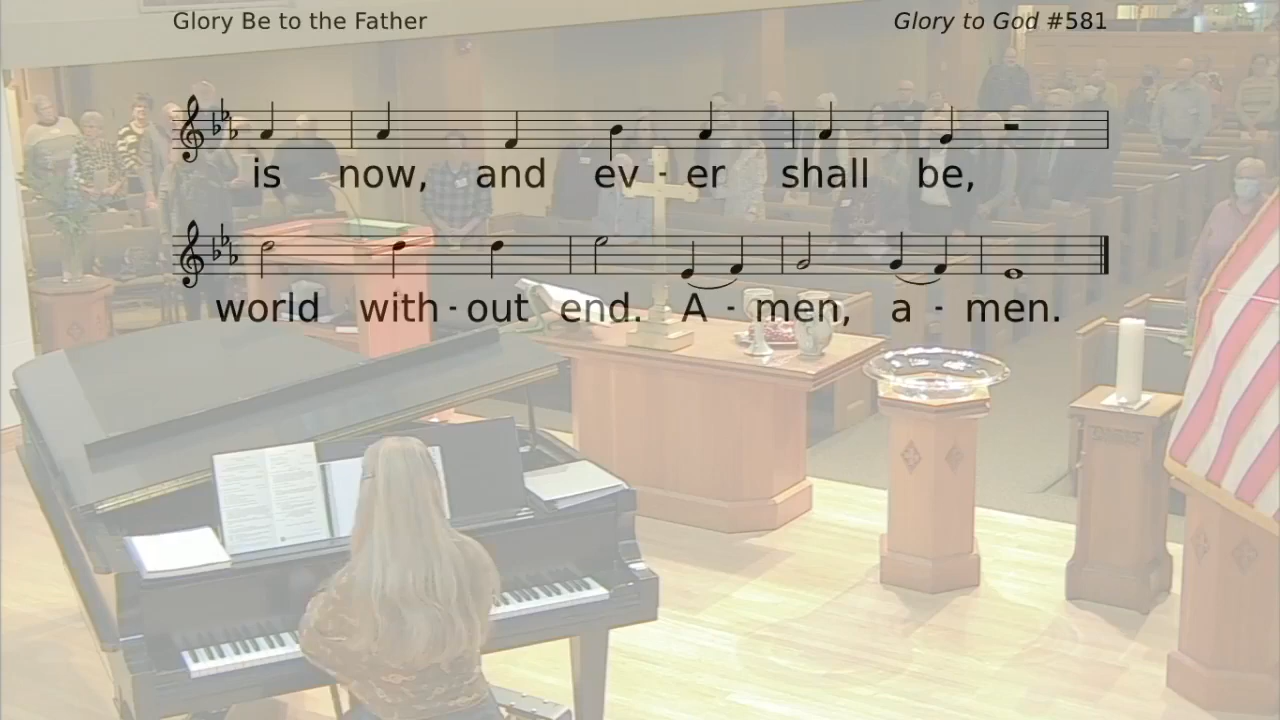 Glory Be to the Father
Glory to God #581
is now, and ev - er shall be,
world with - out end. A - men, a - men.